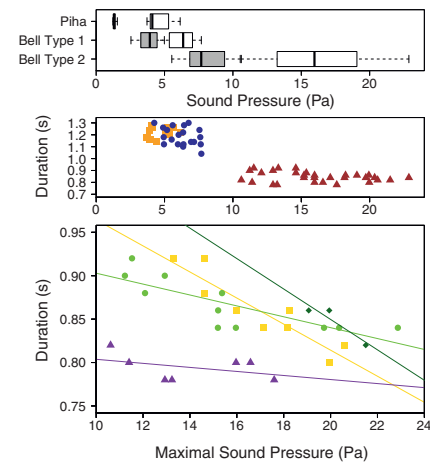 Piha
Bell Type 1
Bell Type 2
0 5 10 15 20
Sound Pressure (Pa)
Duration (s)
1.3
1.2
1.1
1.0
0.9
0.8
0.7
0 5 10 15 20
Duration (s)
0.95
0.90
0.85
0.80
0.75
10 12 14 16 18 20 22 24
Maximal Sound Pressure (Pa)